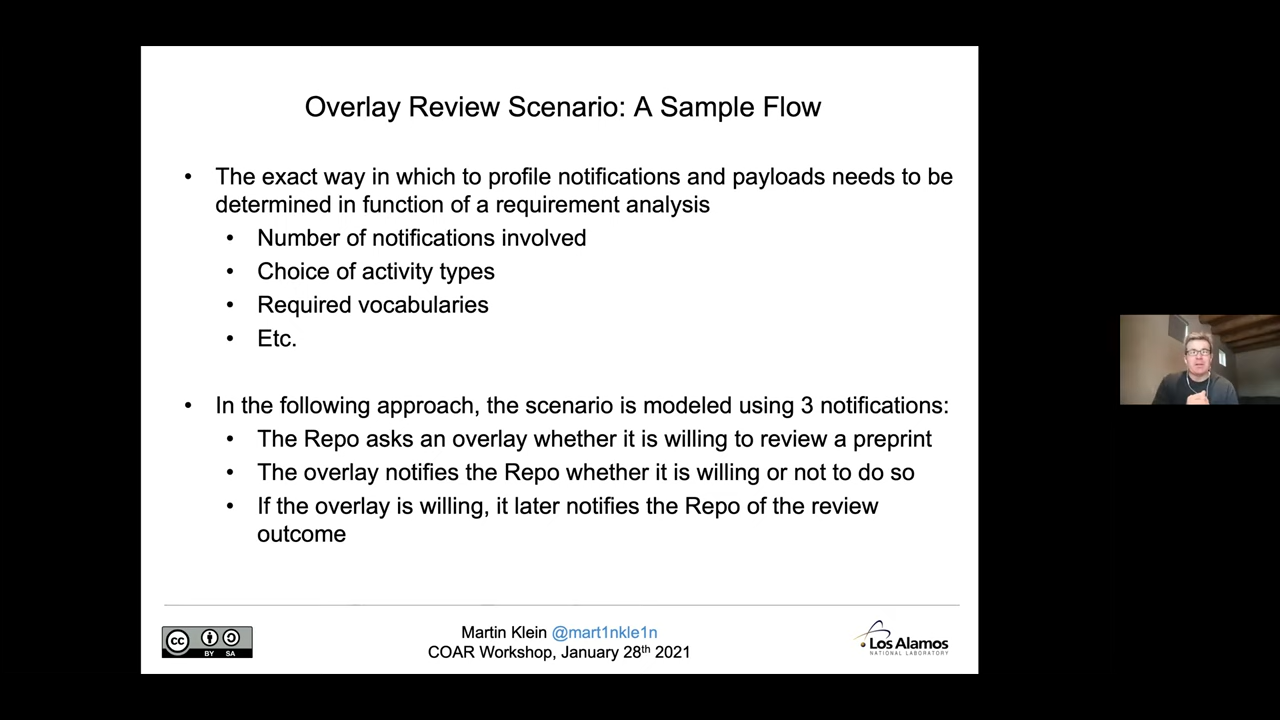 Overlay Review Scenario: A Sample Flow
• The exact way in which to profile notifications and payloads needs to be
determined in function of a requirement analysis
• Number of notifications involved
• Choice of activity types
• Required vocabularies
• Etc.
• In the following approach, the scenario is modeled using 3 notifications:
• The Repo asks an overlay whether it is willing to review a preprint
• The overlay notifies the Repo whether it is willing or not to do so
• If the overlay is willing, it later notifies the Repo of the review
outcome
cc BY SA
Martin Klein @mart1nkle1n
COAR Workshop, January 28th 2021
Los Alamos
NATIONAL LABORATORY